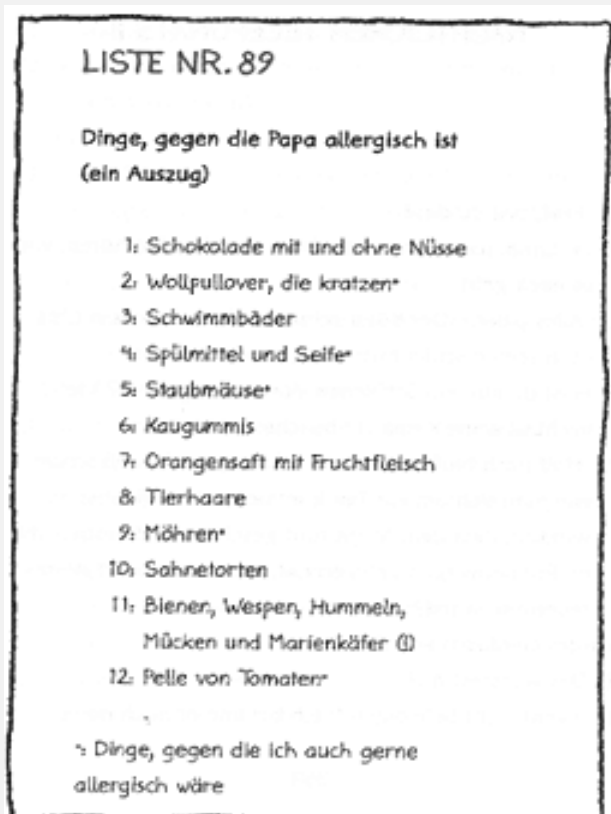 LISTE NR. 89
Dinge, gegen die Papa allergisch ist
(ein Auszug)
1: Schokolade mit und ohne Nüsse
2: Wollpullover, die kratzen*
3: Schwimmbäder
4: Spülmittel und Seife*
5: Staubmäuse*
6: Kaugummis
7: Orangensaft mit Fruchtfleisch
8: Tierhaare
9: Möhren*
10: Sahnetorten
11: Bienen, Wespen, Hummeln,
Mücken und Marienkäfer (!)
12: Pelle von Tomaten*
*: Dinge, gegen die ich auch gerne
allergisch wäre